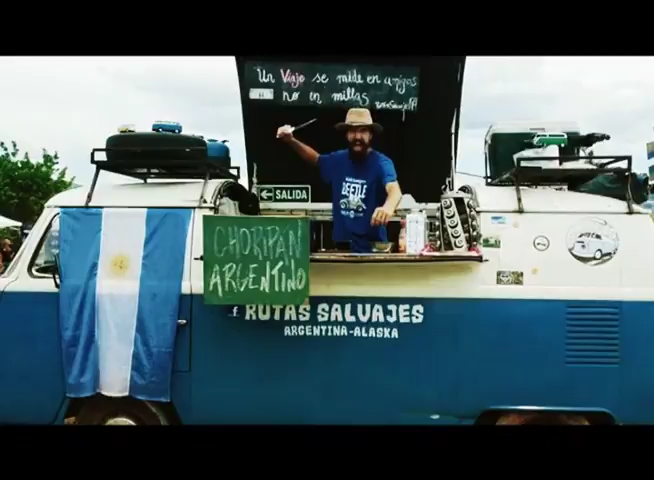 Un Viaje se mide en amigos
no en millas
SALIDA
BEETLE
CHORIPAN
ARGENTINO
f RUTAS SALVAJES
ARGENTINA-ALASKA